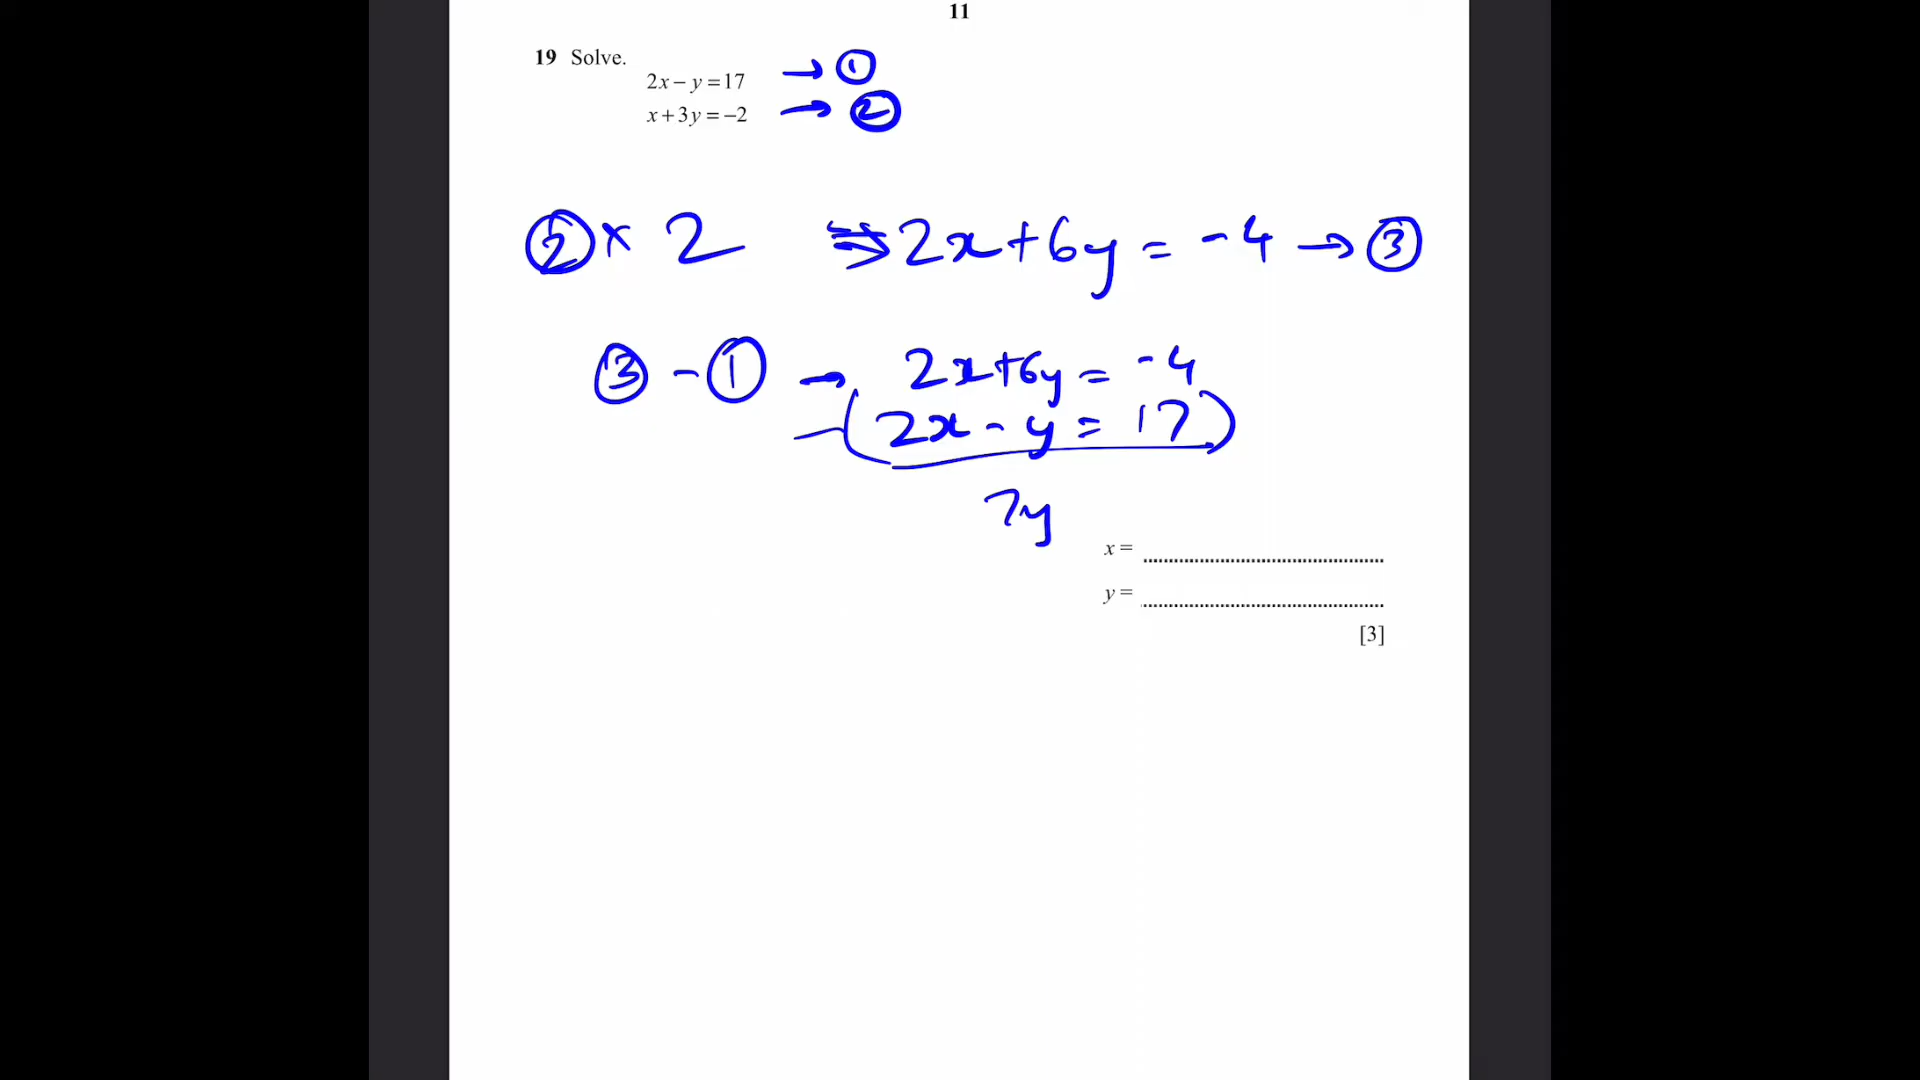 11
19 Solve.
2x − y = 17 → ①
x + 3y = −2 → ②
② × 2 ⇒ 2x + 6y = -4 → ③
③ - ① → 2x + 6y = -4
-(2x - y = 17)
7y
x = ................................................
y = ................................................
[3]